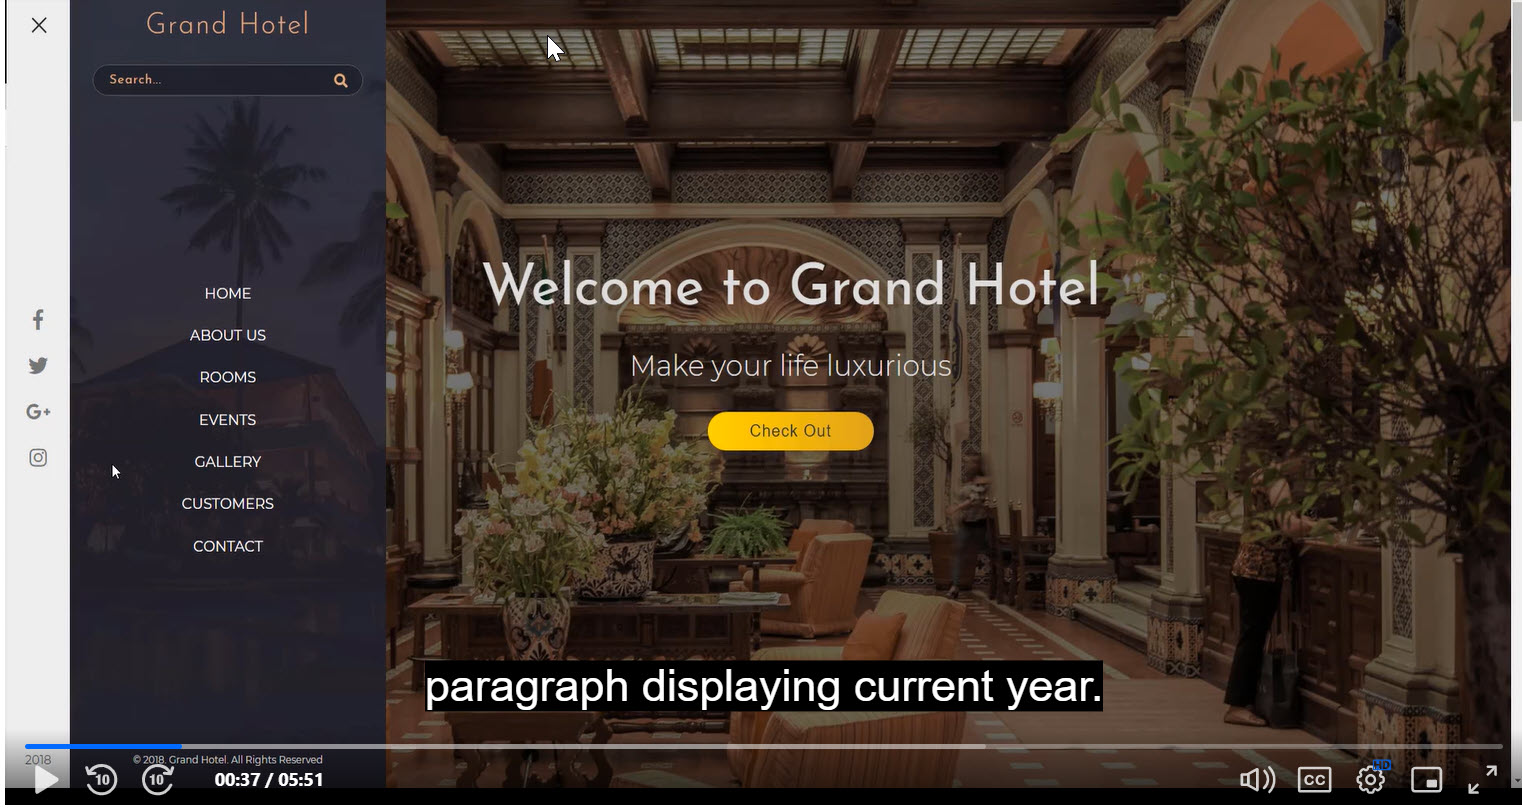 Grand Hotel
Search...
HOME
ABOUT US
ROOMS
EVENTS
GALLERY
CUSTOMERS
CONTACT
G+
Welcome to Grand Hotel
Make your life luxurious
Check Out
paragraph displaying current year.
2018
© 2018. Grand Hotel. All Rights Reserved
10
10
00:37 / 05:51
CC
HD